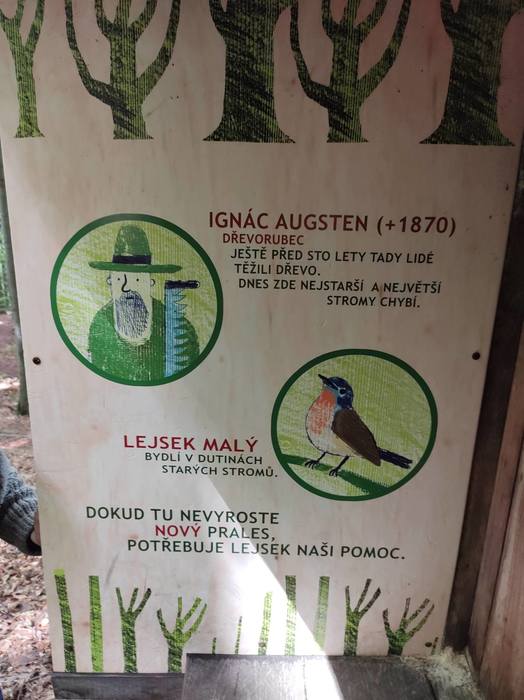 IGNÁC AUGSTEN (+1870)
DŘEVORUBEC
JEŠTĚ PŘED STO LETY TADY LIDÉ
TĚŽILI DŘEVO.
DNES ZDE NEJSTARŠÍ A NEJVĚTŠÍ
STROMY CHYBÍ.
LEJSEK MALÝ
BYDLÍ V DUTINÁCH
STARÝCH STROMŮ.
DOKUD TU NEVYROSTE
NOVÝ PRALES,
POTŘEBUJE LEJSEK NAŠI POMOC.